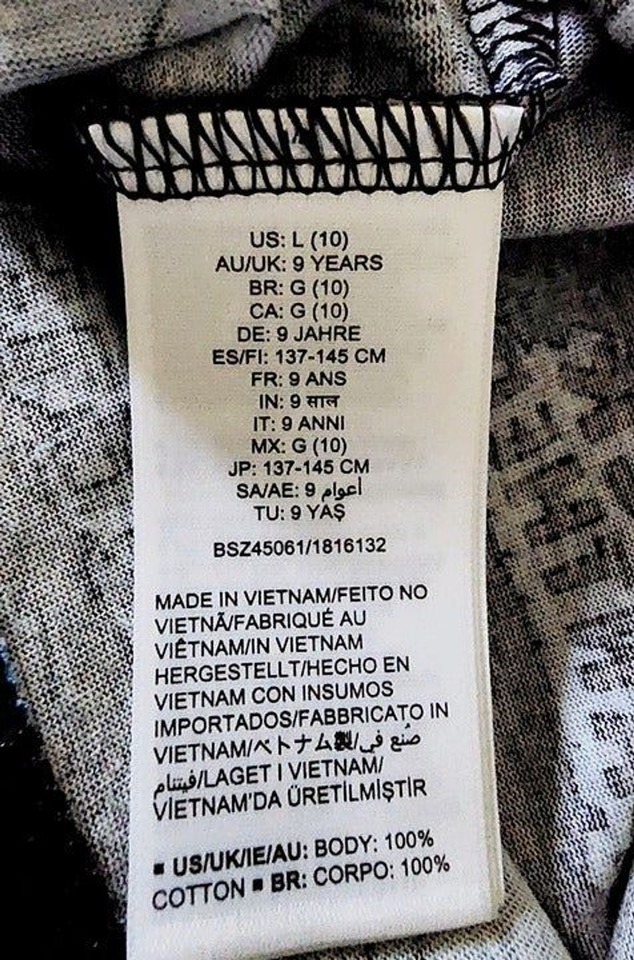 US: L (10)
AU/UK: 9 YEARS
BR: G (10)
CA: G (10)
DE: 9 JAHRE
ES/FI: 137-145 CM
FR: 9 ANS
IN: 9 साल
IT: 9 ANNI
MX: G (10)
JP: 137-145 CM
SA/AE: 9 أعوام
TU: 9 YAŞ
BSZ45061/1816132
MADE IN VIETNAM/FEITO NO
VIETNÃ/FABRIQUÉ AU
VIÊTNAM/IN VIETNAM
HERGESTELLT/HECHO EN
VIETNAM CON INSUMOS
IMPORTADOS/FABBRICATO IN
VIETNAM/ベトナム製/صنع في
فيتنام/LAGET I VIETNAM/
VİETNAM'DA ÜRETİLMİŞTİR
▪ US/UK/IE/AU: BODY: 100%
COTTON ▪ BR: CORPO: 100%